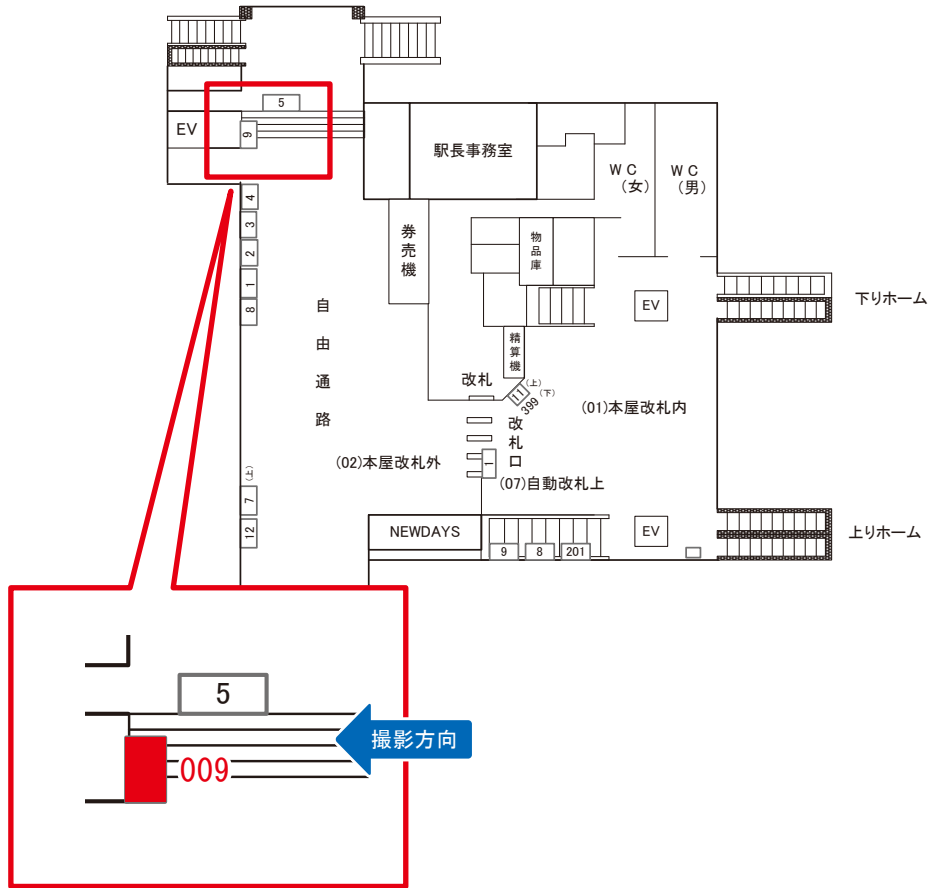 5
EV
9
駅長事務室
WC
(女)
WC
(男)
4
3
2
1
8
券売機
物品庫
EV
下りホーム
自由通路
精算機
改札
11
(上)
399
(下)
(01)本屋改札内
改札口
(02)本屋改札外
1
(07)自動改札上
(上)
7
12
NEWDAYS
9
8
201
EV
上りホーム
5
撮影方向
009